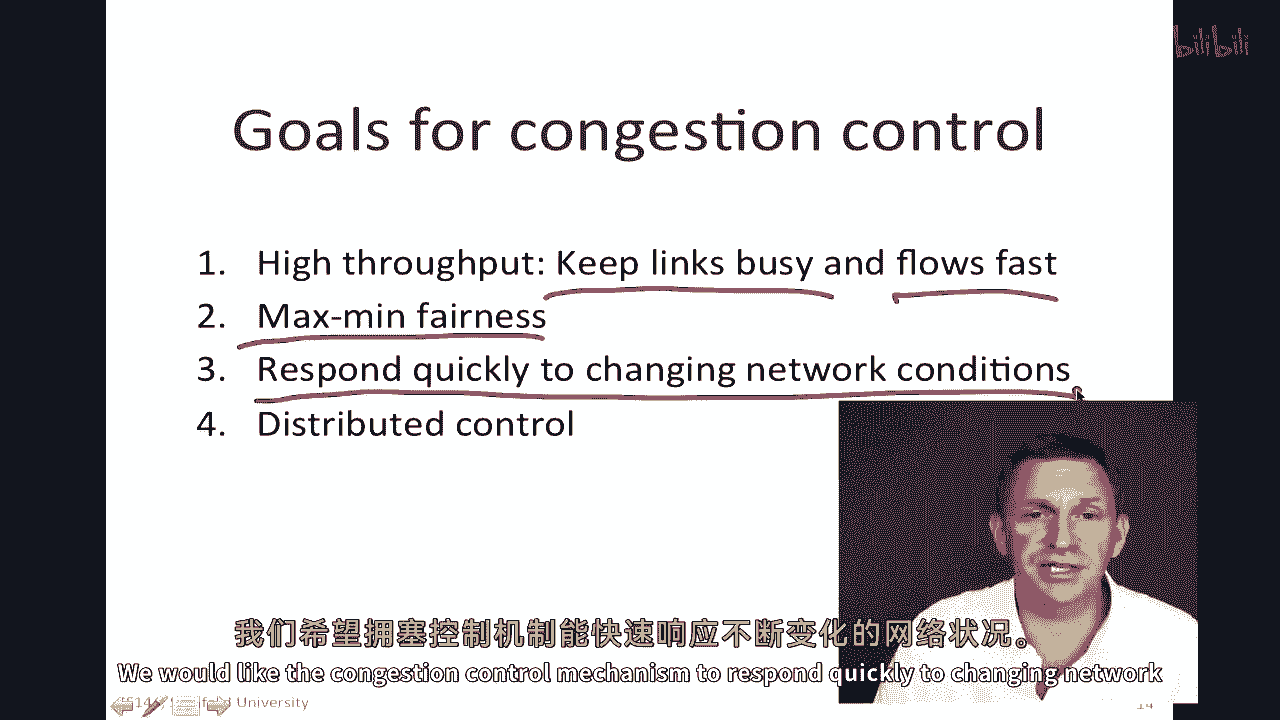 bilibili
Goals for congestion control
1. High throughput: Keep links busy and flows fast
2. Max-min fairness
3. Respond quickly to changing network conditions
4. Distributed control
我们希望拥塞控制机制能快速响应不断变化的网络状况。
We would like the congestion control mechanism to respond quickly to changing network
University
14